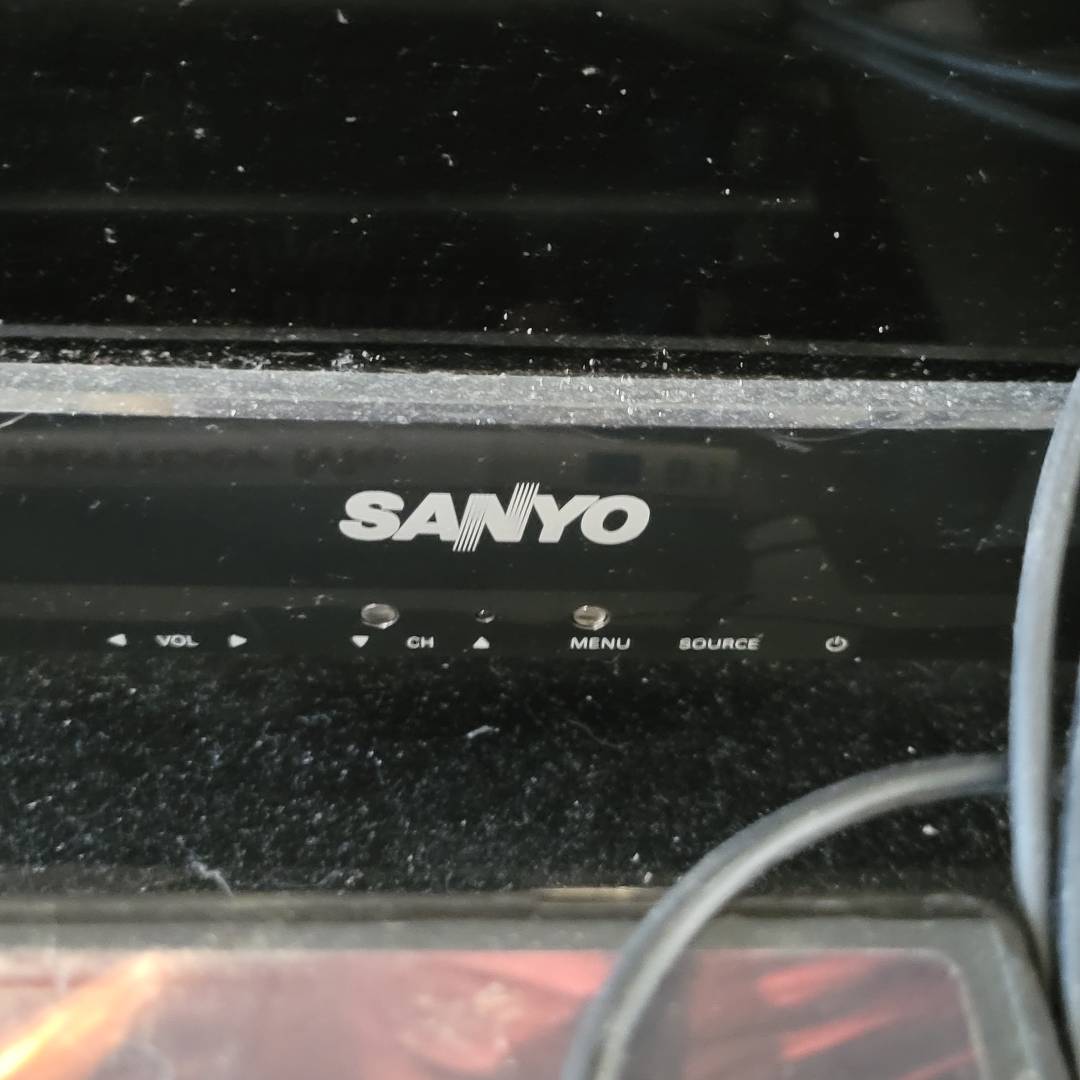 SANYO
◀ VOL ▶ ▼ CH ▲ MENU SOURCE ⏻